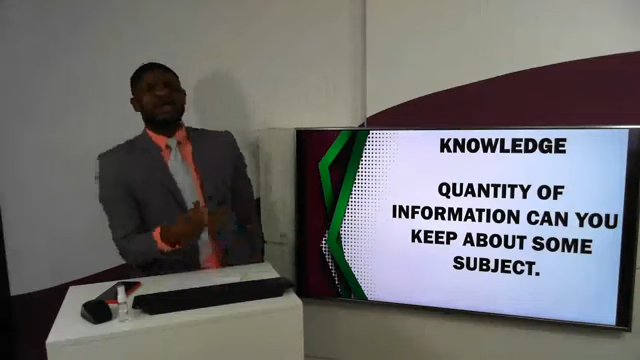 KNOWLEDGE
QUANTITY OF
INFORMATION CAN YOU
KEEP ABOUT SOME
SUBJECT.